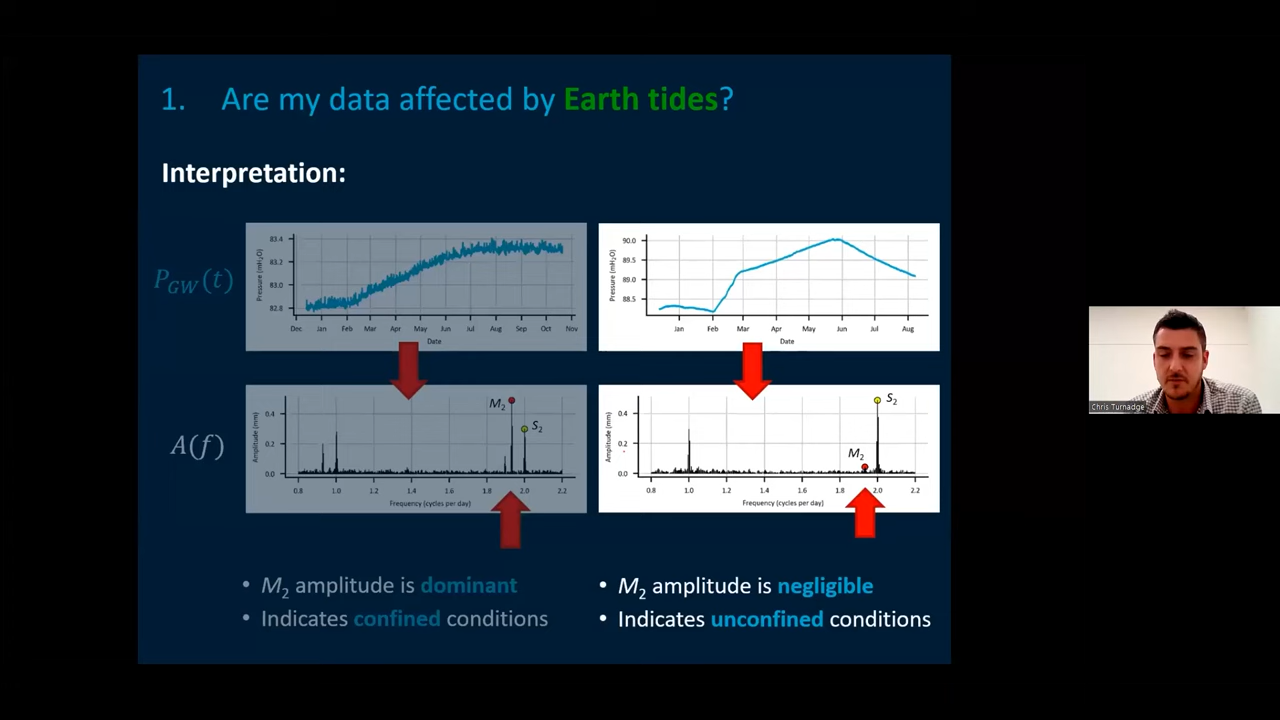 1. Are my data affected by Earth tides?
Interpretation:
P_GW(t)
83.4
83.2
83.0
82.8
Pressure (mH₂O)
Dec Jan Feb Mar Apr May Jun Jul Aug Sep Oct Nov
Date
90.0
89.5
89.0
88.5
Pressure (mH₂O)
Jan Feb Mar Apr May Jun Jul Aug
Date
A(f)
0.4
0.2
0.0
Amplitude (mm)
M₂
S₂
0.8 1.0 1.2 1.4 1.6 1.8 2.0 2.2
Frequency (cycles per day)
0.4
0.2
0.0
Amplitude (mm)
M₂
S₂
0.8 1.0 1.2 1.4 1.6 1.8 2.0 2.2
Frequency (cycles per day)
• M₂ amplitude is dominant
• Indicates confined conditions
• M₂ amplitude is negligible
• Indicates unconfined conditions
Chris Turnadge